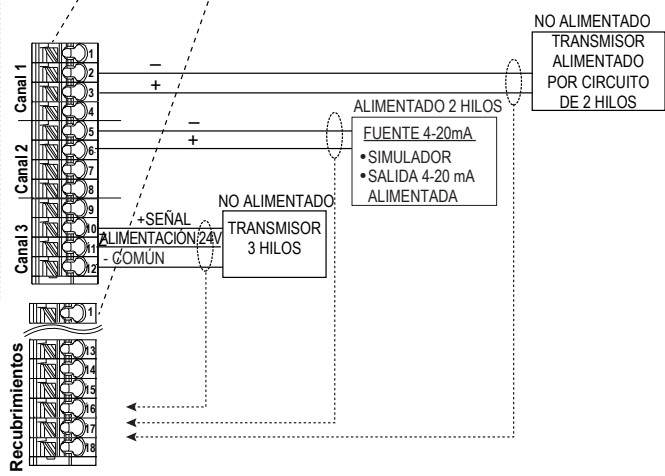 NO ALIMENTADO
TRANSMISOR
ALIMENTADO
POR CIRCUITO
DE 2 HILOS
Canal 1
1
2
3
4
–
+
ALIMENTADO 2 HILOS
FUENTE 4-20mA
•SIMULADOR
•SALIDA 4-20 mA
ALIMENTADA
Canal 2
5
6
7
8
–
+
NO ALIMENTADO
TRANSMISOR
3 HILOS
Canal 3
9
10
11
12
+SEÑAL
ALIMENTACIÓN 24V
- COMÚN
1
Recubrimientos
13
14
15
16
17
18